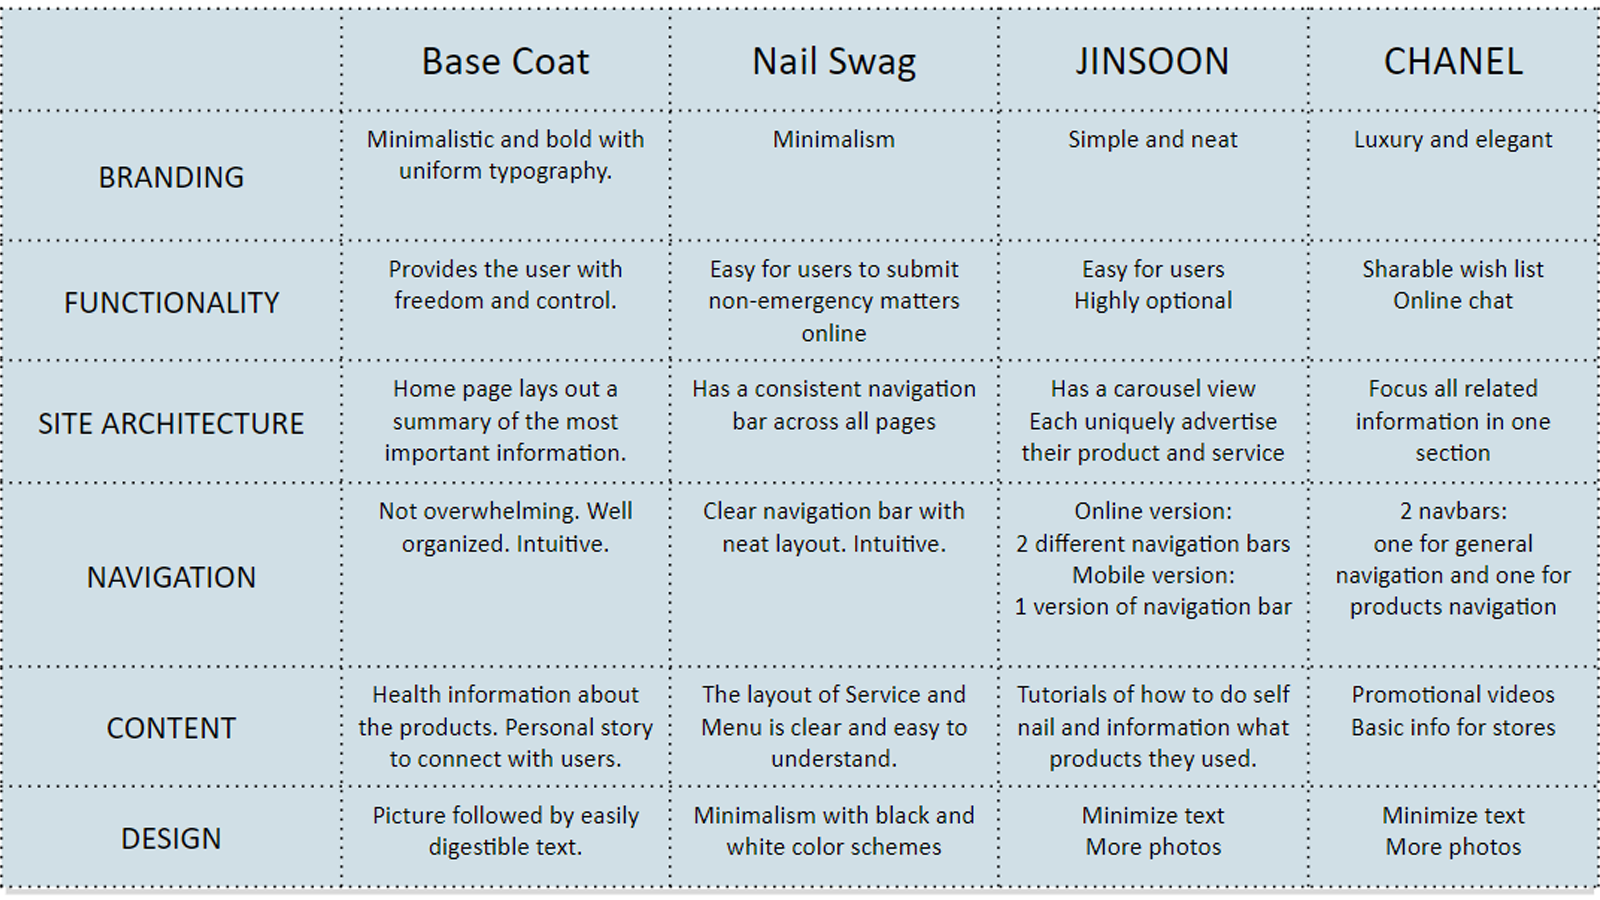 Base Coat
Nail Swag
JINSOON
CHANEL
BRANDING
Minimalistic and bold with
uniform typography.
Minimalism
Simple and neat
Luxury and elegant
FUNCTIONALITY
Provides the user with
freedom and control.
Easy for users to submit
non-emergency matters
online
Easy for users
Highly optional
Sharable wish list
Online chat
SITE ARCHITECTURE
Home page lays out a
summary of the most
important information.
Has a consistent navigation
bar across all pages
Has a carousel view
Each uniquely advertise
their product and service
Focus all related
information in one
section
NAVIGATION
Not overwhelming. Well
organized. Intuitive.
Clear navigation bar with
neat layout. Intuitive.
Online version:
2 different navigation bars
Mobile version:
1 version of navigation bar
2 navbars:
one for general
navigation and one for
products navigation
CONTENT
Health information about
the products. Personal story
to connect with users.
The layout of Service and
Menu is clear and easy to
understand.
Tutorials of how to do self
nail and information what
products they used.
Promotional videos
Basic info for stores
DESIGN
Picture followed by easily
digestible text.
Minimalism with black and
white color schemes
Minimize text
More photos
Minimize text
More photos